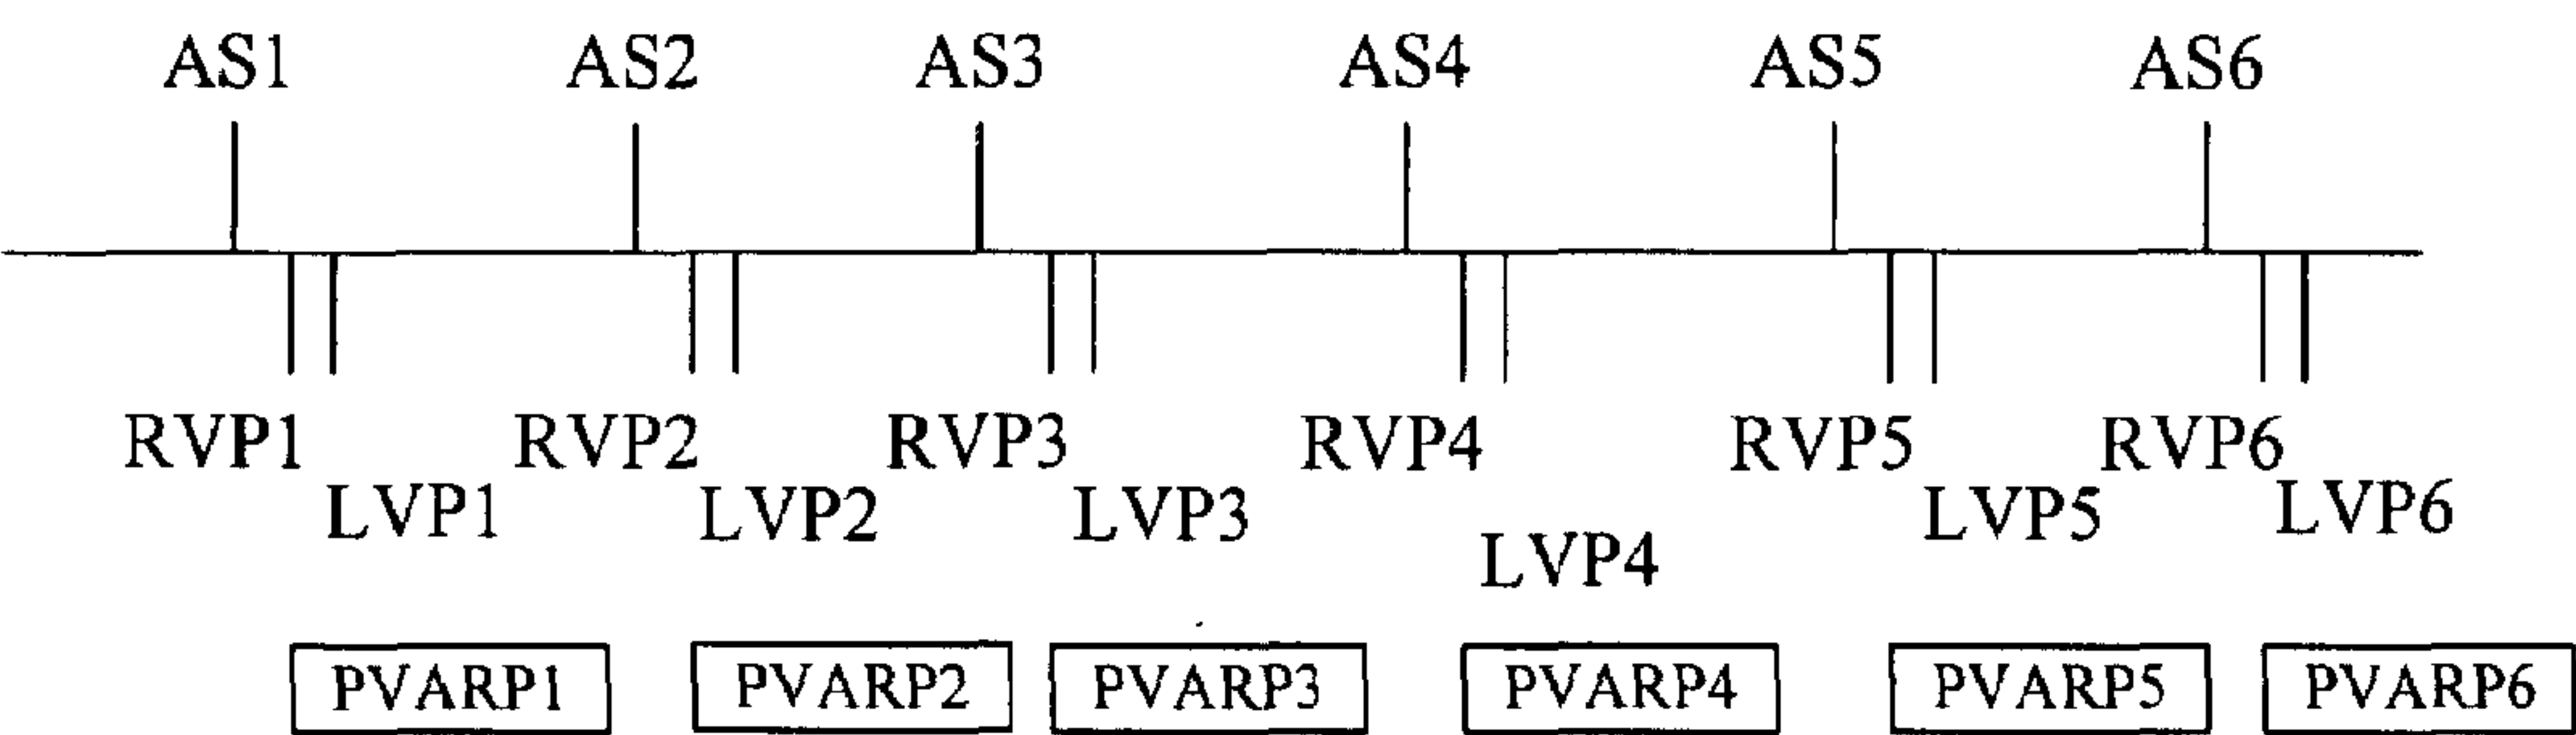 AS1 AS2 AS3 AS4 AS5 AS6
RVP1 RVP2 RVP3 RVP4 RVP5 RVP6
LVP1 LVP2 LVP3 LVP5 LVP6
LVP4
PVARP1 PVARP2 PVARP3 PVARP4 PVARP5 PVARP6